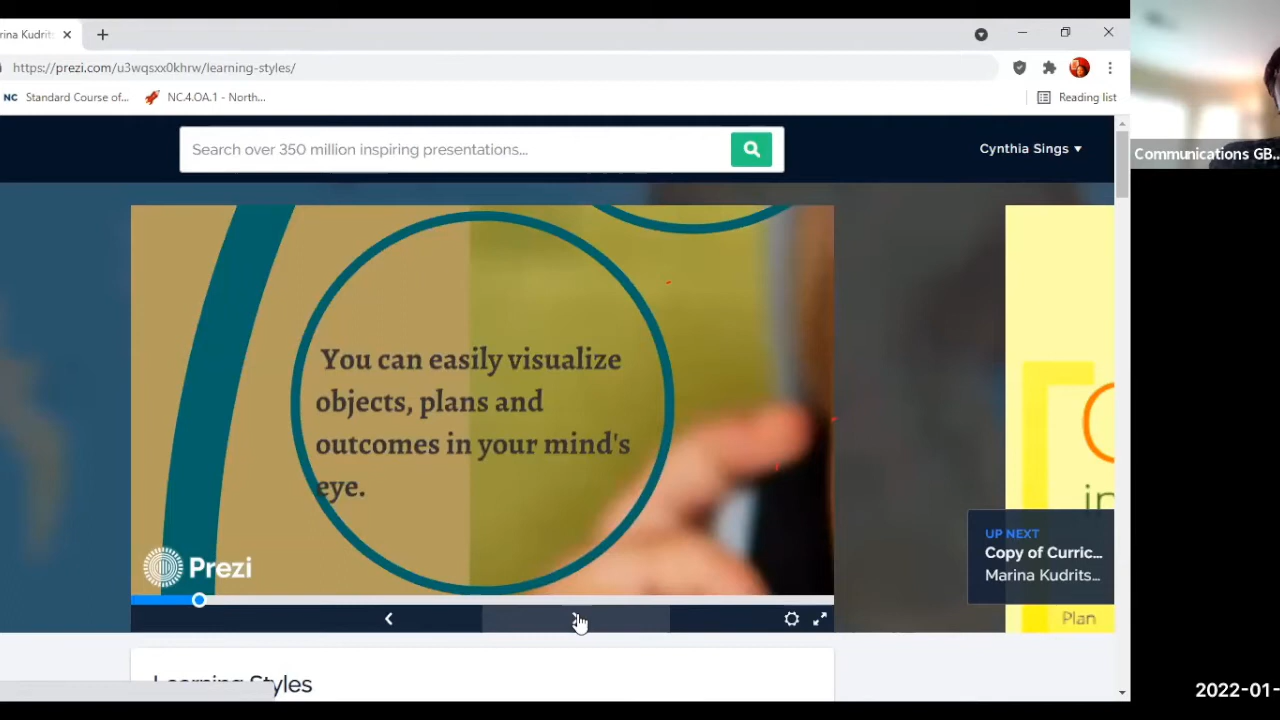 rina Kudrits
https://prezi.com/u3wqsxx0khrw/learning-styles/
NC Standard Course of...
NC.4.OA.1 - North...
Reading list
Search over 350 million inspiring presentations...
Cynthia Sings
Communications GB...
You can easily visualize
objects, plans and
outcomes in your mind's
eye.
in
UP NEXT
Copy of Curric...
Marina Kudrits...
Prezi
Plan
Learning Styles
2022-01-